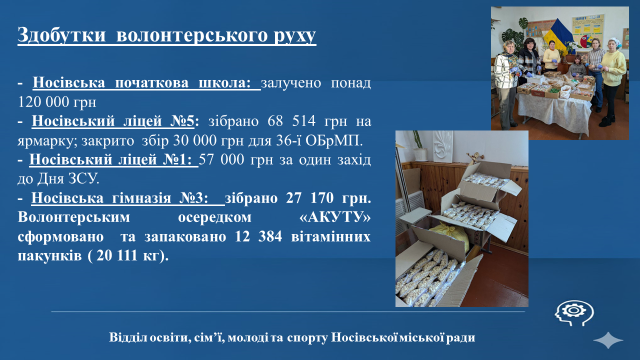 Здобутки волонтерського руху
- Носівська початкова школа: залучено понад
120 000 грн
- Носівський ліцей №5: зібрано 68 514 грн на
ярмарку; закрито збір 30 000 грн для 36-ї ОБрМП.
- Носівський ліцей №1: 57 000 грн за один захід
до Дня ЗСУ.
- Носівська гімназія №3: зібрано 27 170 грн.
Волонтерським осередком «АКУТУ»
сформовано та запаковано 12 384 вітамінних
пакунків ( 20 111 кг).
Відділ освіти, сім’ї, молоді та спорту Носівської міської ради